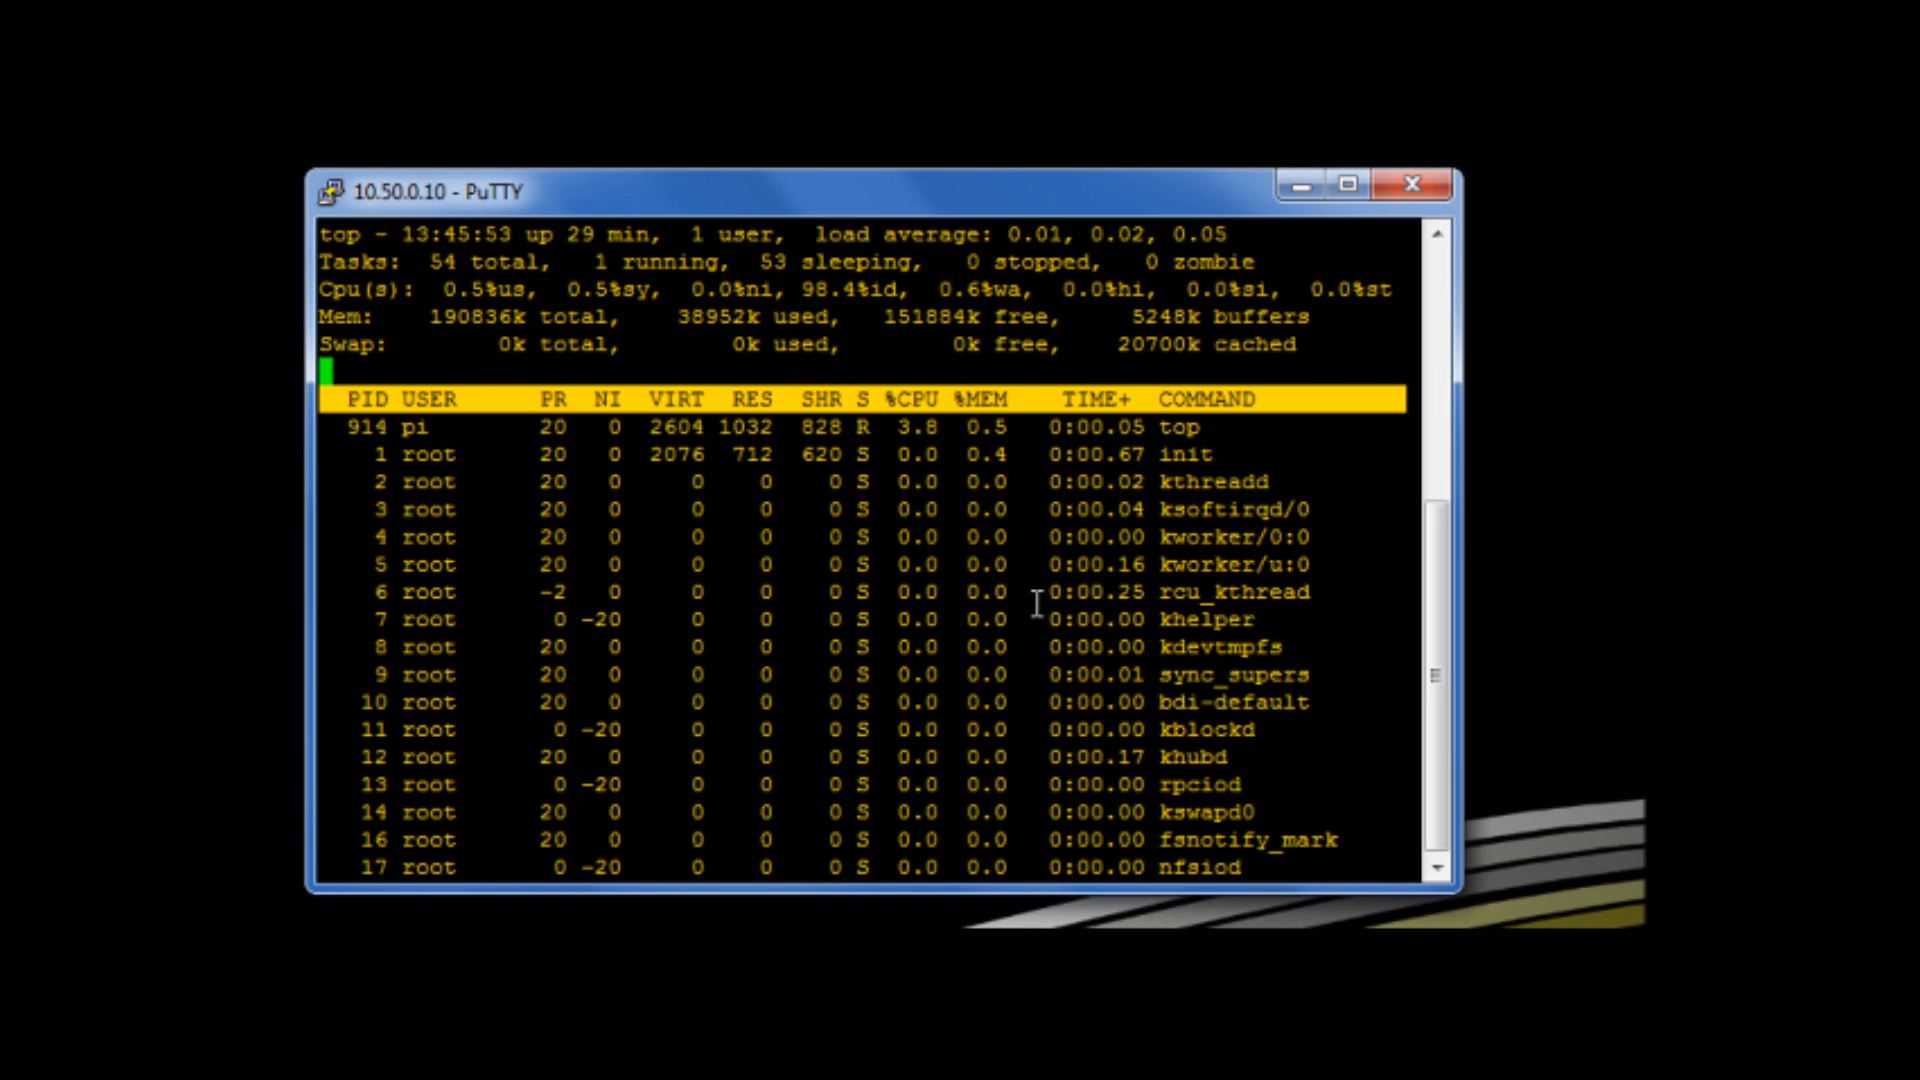 10.50.0.10 - PuTTY
top - 13:45:53 up 29 min,  1 user,  load average: 0.01, 0.02, 0.05
Tasks:  54 total,   1 running,  53 sleeping,   0 stopped,   0 zombie
Cpu(s):  0.5%us,  0.5%sy,  0.0%ni, 98.4%id,  0.6%wa,  0.0%hi,  0.0%si,  0.0%st
Mem:    190836k total,    38952k used,   151884k free,     5248k buffers
Swap:        0k total,        0k used,        0k free,    20700k cached
PID USER      PR  NI  VIRT  RES  SHR S %CPU %MEM    TIME+  COMMAND
914 pi        20   0  2604 1032  828 R  3.8  0.5   0:00.05 top
1 root      20   0  2076  712  620 S  0.0  0.4   0:00.67 init
2 root      20   0     0    0    0 S  0.0  0.0   0:00.02 kthreadd
3 root      20   0     0    0    0 S  0.0  0.0   0:00.04 ksoftirqd/0
4 root      20   0     0    0    0 S  0.0  0.0   0:00.00 kworker/0:0
5 root      20   0     0    0    0 S  0.0  0.0   0:00.16 kworker/u:0
6 root      -2   0     0    0    0 S  0.0  0.0   0:00.25 rcu_kthread
7 root       0 -20     0    0    0 S  0.0  0.0   0:00.00 khelper
8 root      20   0     0    0    0 S  0.0  0.0   0:00.00 kdevtmpfs
9 root      20   0     0    0    0 S  0.0  0.0   0:00.01 sync_supers
10 root      20   0     0    0    0 S  0.0  0.0   0:00.00 bdi-default
11 root       0 -20     0    0    0 S  0.0  0.0   0:00.00 kblockd
12 root      20   0     0    0    0 S  0.0  0.0   0:00.17 khubd
13 root       0 -20     0    0    0 S  0.0  0.0   0:00.00 rpciod
14 root      20   0     0    0    0 S  0.0  0.0   0:00.00 kswapd0
16 root      20   0     0    0    0 S  0.0  0.0   0:00.00 fsnotify_mark
17 root       0 -20     0    0    0 S  0.0  0.0   0:00.00 nfsiod